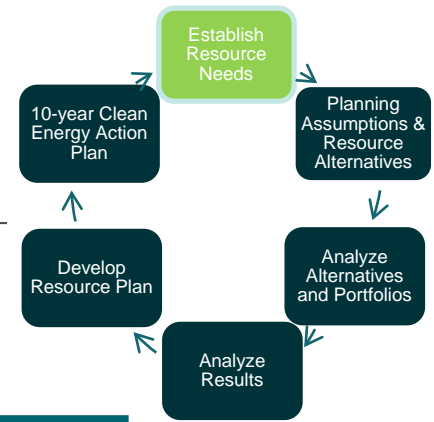 Establish
Resource
Needs
Planning
Assumptions &
Resource
Alternatives
Analyze
Alternatives
and Portfolios
Analyze
Results
Develop
Resource Plan
10-year Clean
Energy Action
Plan